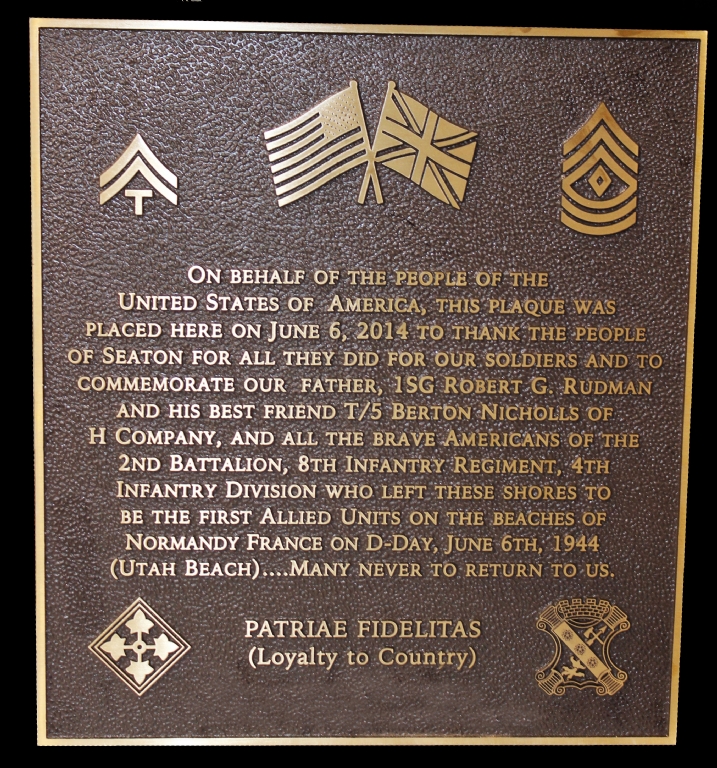 ON BEHALF OF THE PEOPLE OF THE
UNITED STATES OF AMERICA, THIS PLAQUE WAS
PLACED HERE ON JUNE 6, 2014 TO THANK THE PEOPLE
OF SEATON FOR ALL THEY DID FOR OUR SOLDIERS AND TO
COMMEMORATE OUR FATHER, 1SG ROBERT G. RUDMAN
AND HIS BEST FRIEND T/5 BERTON NICHOLLS OF
H COMPANY, AND ALL THE BRAVE AMERICANS OF THE
2ND BATTALION, 8TH INFANTRY REGIMENT, 4TH
INFANTRY DIVISION WHO LEFT THESE SHORES TO
BE THE FIRST ALLIED UNITS ON THE BEACHES OF
NORMANDY FRANCE ON D-DAY, JUNE 6TH, 1944
(UTAH BEACH)....MANY NEVER TO RETURN TO US.
PATRIAE FIDELITAS
(Loyalty to Country)